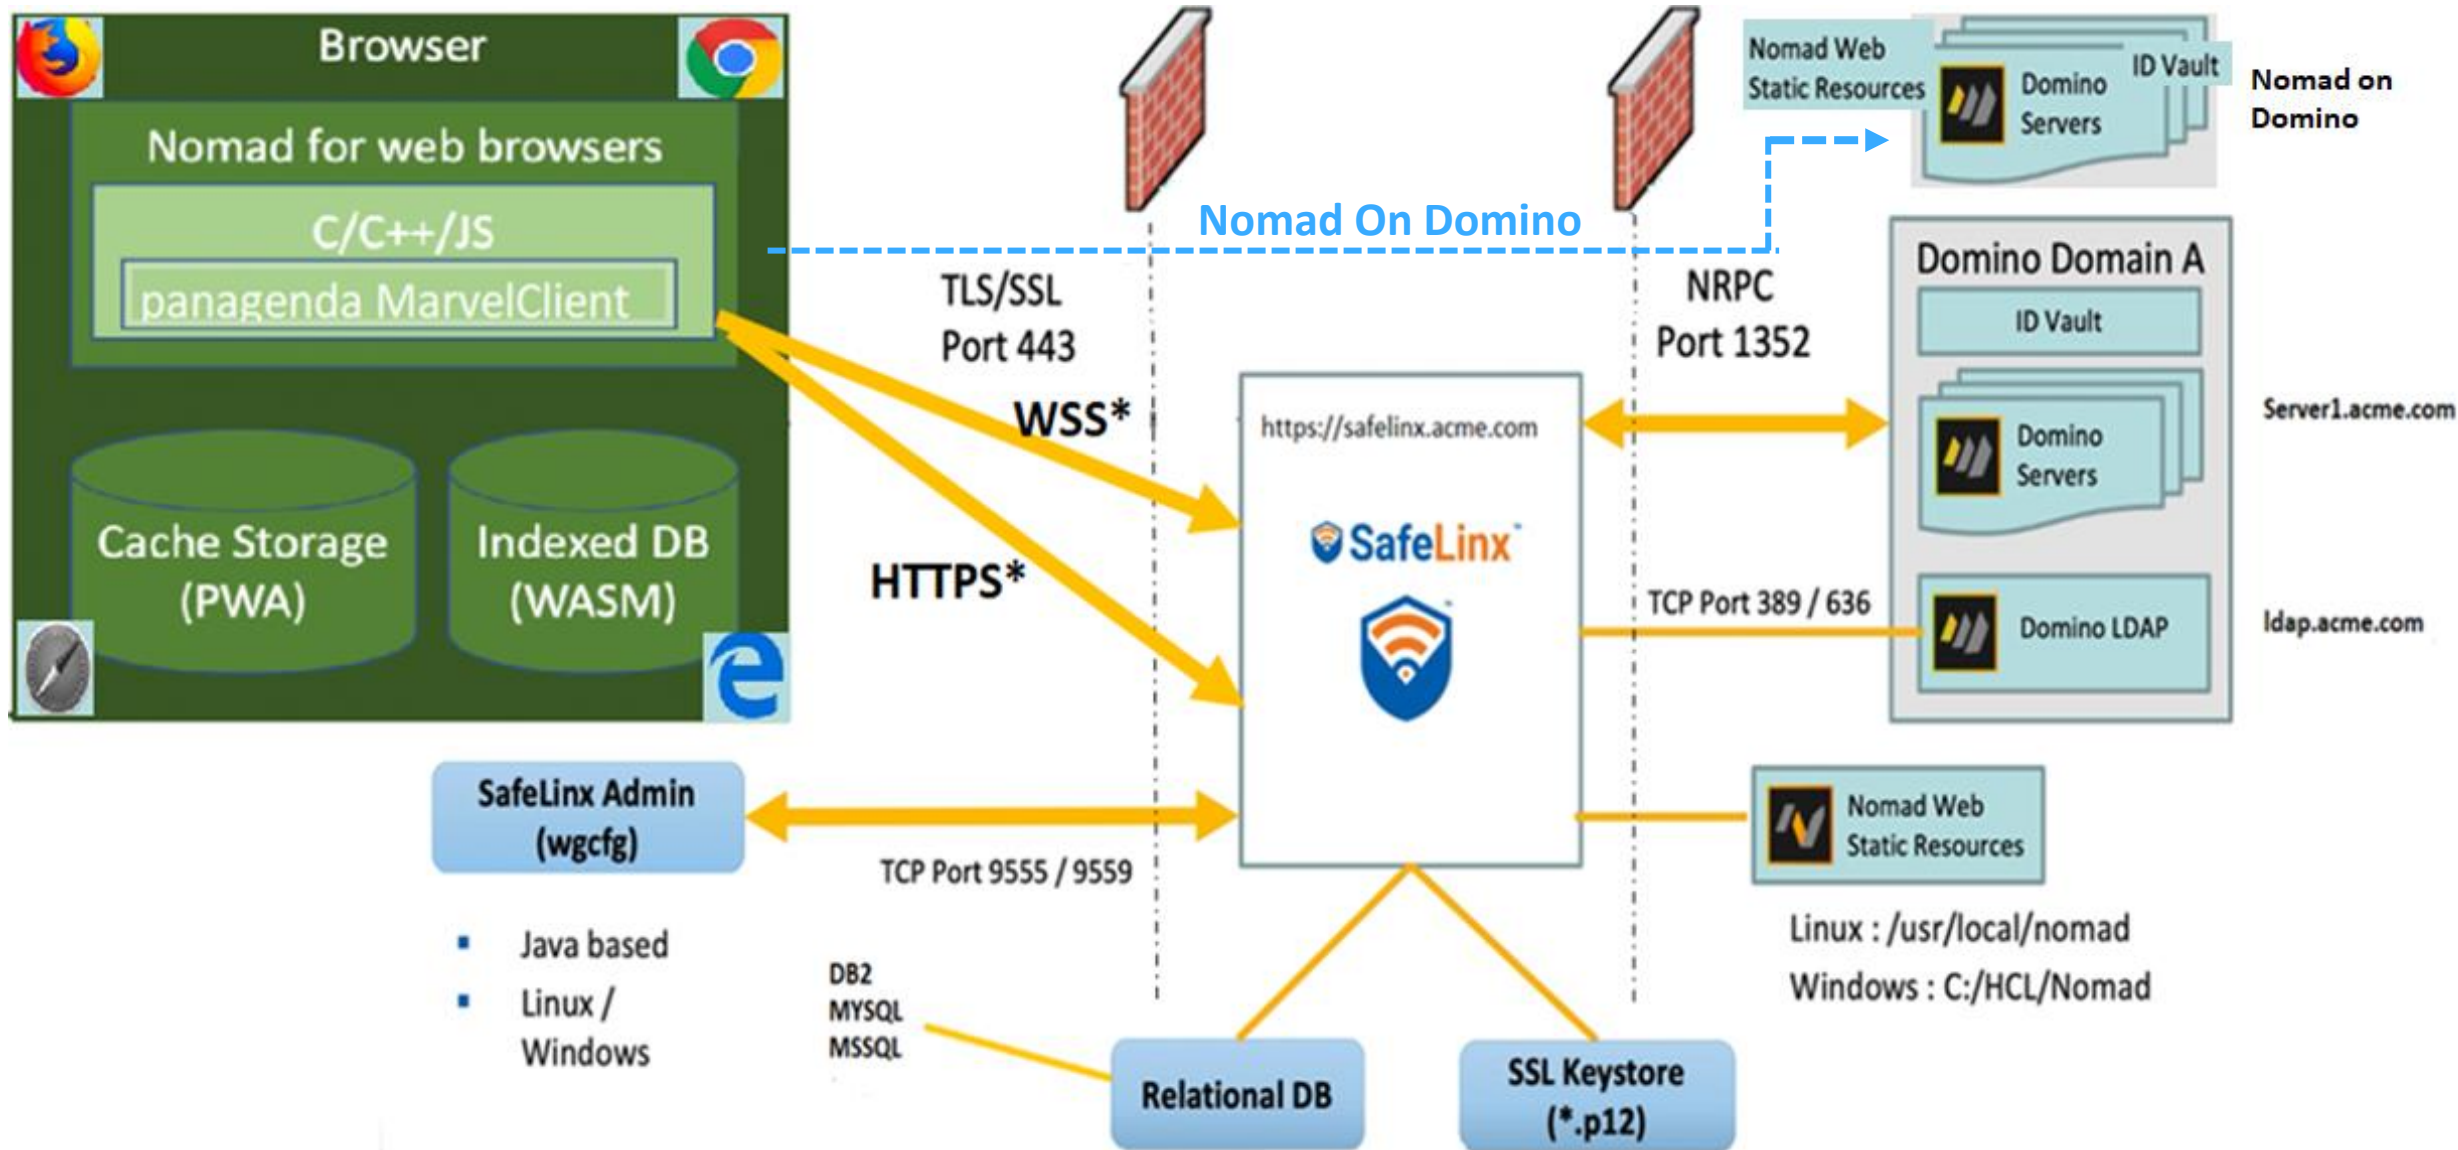 Browser
Nomad for web browsers
C/C++/JS
panagenda MarvelClient
Cache Storage
(PWA)
Indexed DB
(WASM)
Nomad Web
Static Resources
Domino
Servers
ID Vault
Nomad on
Domino
Nomad On Domino
TLS/SSL
Port 443
WSS*
HTTPS*
NRPC
Port 1352
https://safelinx.acme.com
SafeLinx™
Domino Domain A
ID Vault
Domino
Servers
Server1.acme.com
TCP Port 389 / 636
Domino LDAP
ldap.acme.com
SafeLinx Admin
(wgcfg)
TCP Port 9555 / 9559
▪ Java based
▪ Linux /
Windows
Nomad Web
Static Resources
Linux : /usr/local/nomad
Windows : C:/HCL/Nomad
DB2
MYSQL
MSSQL
Relational DB
SSL Keystore
(*.p12)